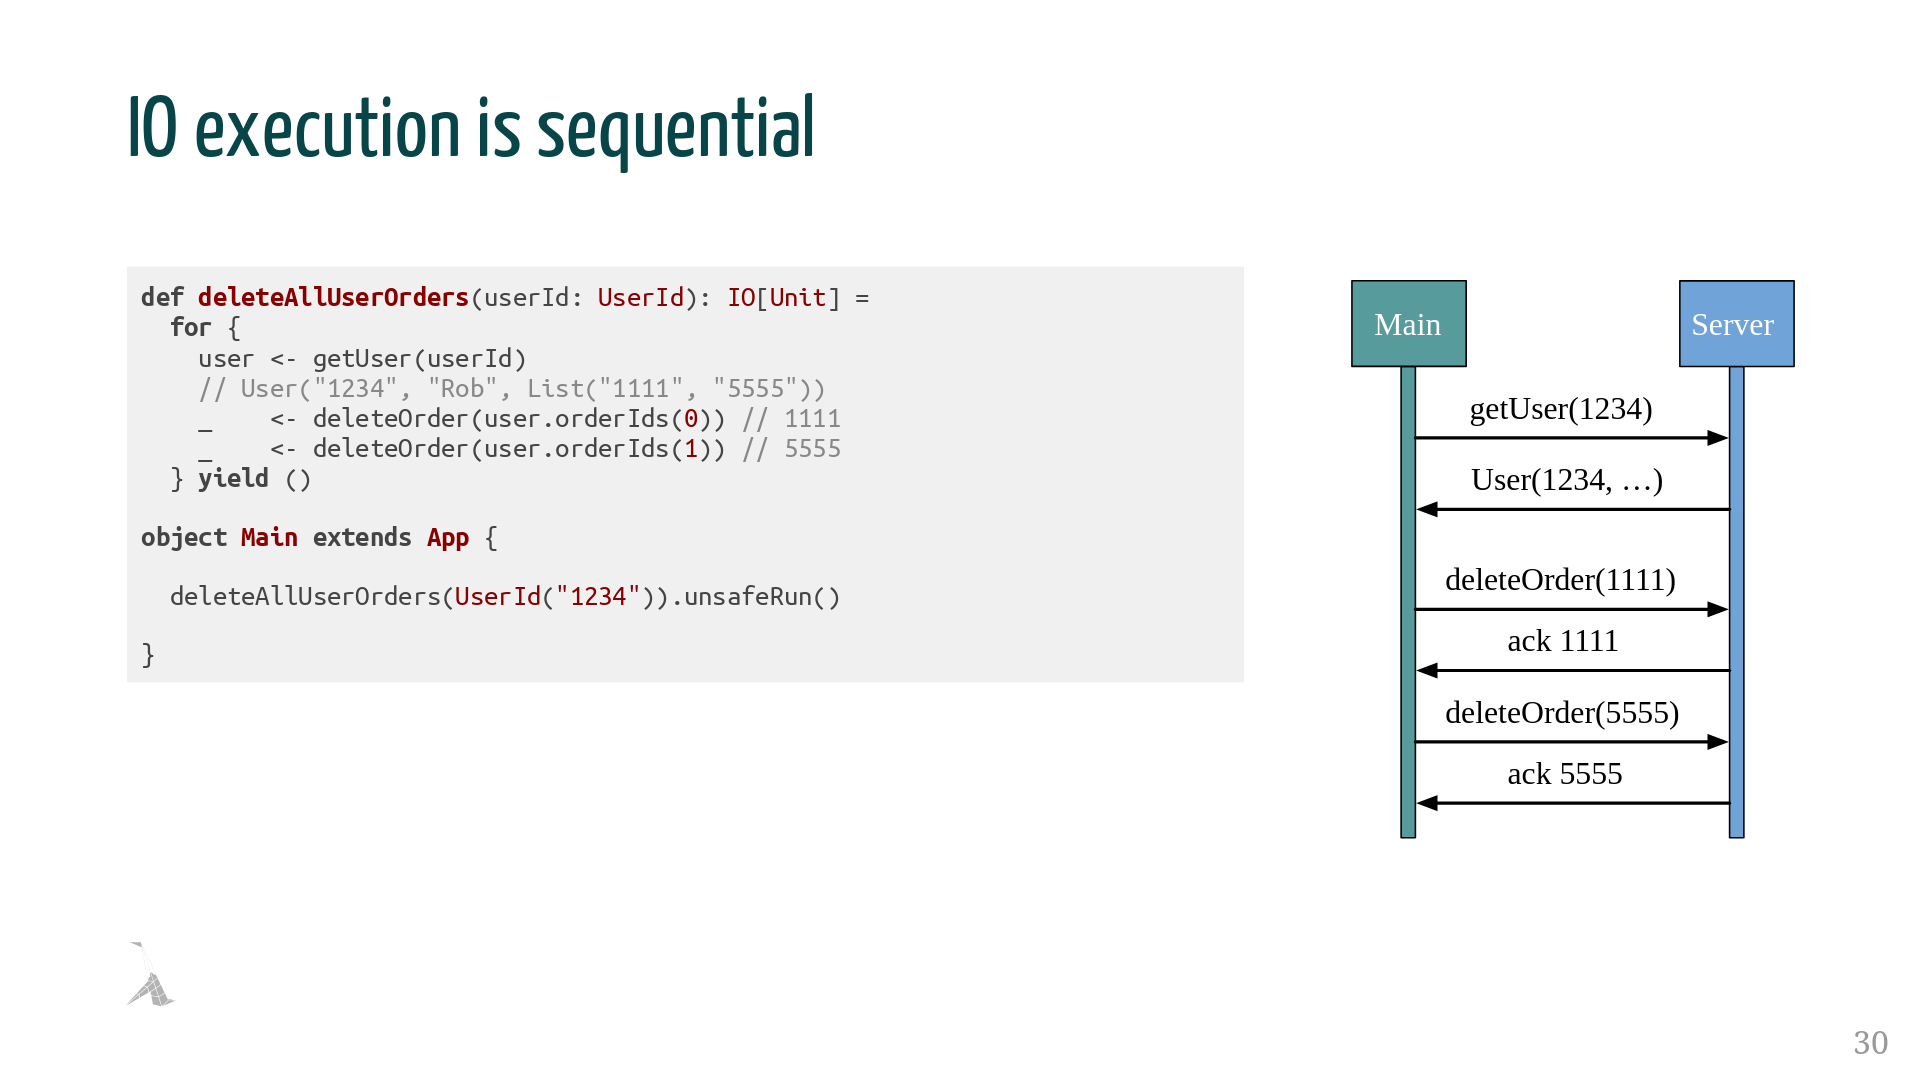 IO execution is sequential
def deleteAllUserOrders(userId: UserId): IO[Unit] =
  for {
    user <- getUser(userId)
    // User("1234", "Rob", List("1111", "5555"))
    _    <- deleteOrder(user.orderIds(0)) // 1111
    _    <- deleteOrder(user.orderIds(1)) // 5555
  } yield ()
object Main extends App {
  deleteAllUserOrders(UserId("1234")).unsafeRun()
}
Main
Server
getUser(1234)
User(1234, …)
deleteOrder(1111)
ack 1111
deleteOrder(5555)
ack 5555
30